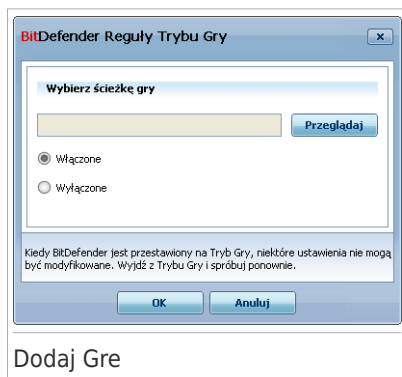 BitDefender Reguły Trybu Gry
Wybierz ścieżkę gry
Przeglądaj
Włączone
Wyłączone
Kiedy BitDefender jest przestawiony na Tryb Gry, niektóre ustawienia nie mogą
być modyfikowane. Wyjdź z Trybu Gry i spróbuj ponownie.
OK Anuluj
Dodaj Gre